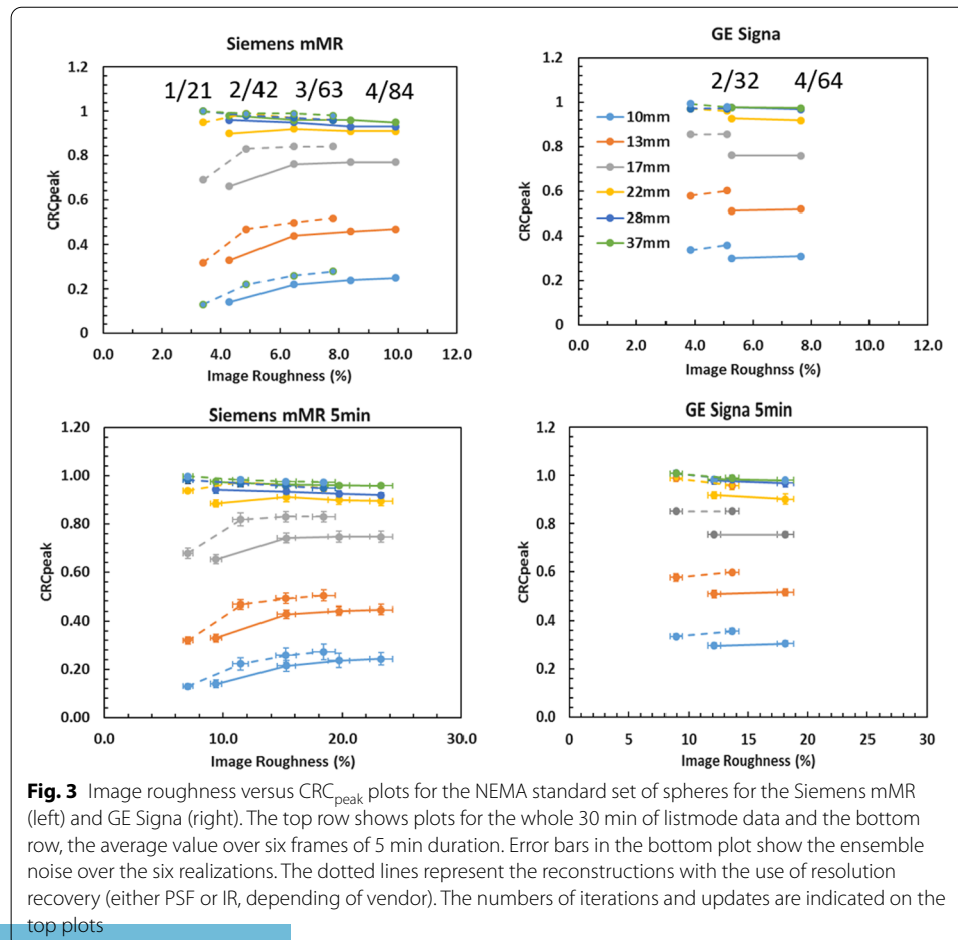 Siemens mMR
1.2
1/21 2/42 3/63 4/84
1
0.8
0.6
0.4
0.2
0
CRCpeak
0.0 2.0 4.0 6.0 8.0 10.0 12.0
Image Roughness (%)
GE Signa
1.2
2/32 4/64
1
0.8
0.6
0.4
0.2
0
CRCpeak
10mm
13mm
17mm
22mm
28mm
37mm
0.0 2.0 4.0 6.0 8.0 10.0 12.0
Image Roughnss (%)
Siemens mMR 5min
1.20
1.00
0.80
0.60
0.40
0.20
0.00
CRCpeak
0.0 10.0 20.0 30.0
Image Roughness (%)
GE Signa 5min
1.2
1
0.8
0.6
0.4
0.2
0
CRCpeak
0 5 10 15 20 25 30
Image Roughness (%)
Fig. 3 Image roughness versus CRCpeak plots for the NEMA standard set of spheres for the Siemens mMR
(left) and GE Signa (right). The top row shows plots for the whole 30 min of listmode data and the bottom
row, the average value over six frames of 5 min duration. Error bars in the bottom plot show the ensemble
noise over the six realizations. The dotted lines represent the reconstructions with the use of resolution
recovery (either PSF or IR, depending of vendor). The numbers of iterations and updates are indicated on the
top plots